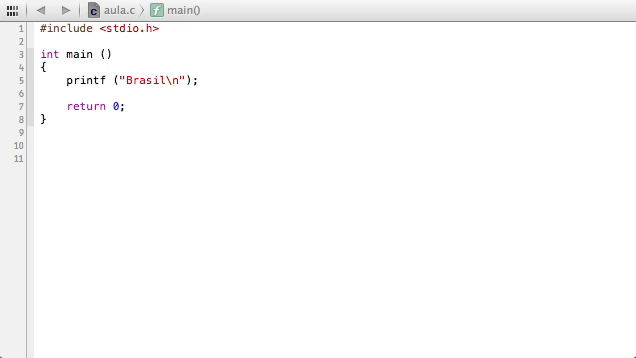 aula.c main()
1 #include <stdio.h>
2
3 int main ()
4 {
5     printf ("Brasil\n");
6
7     return 0;
8 }
9
10
11